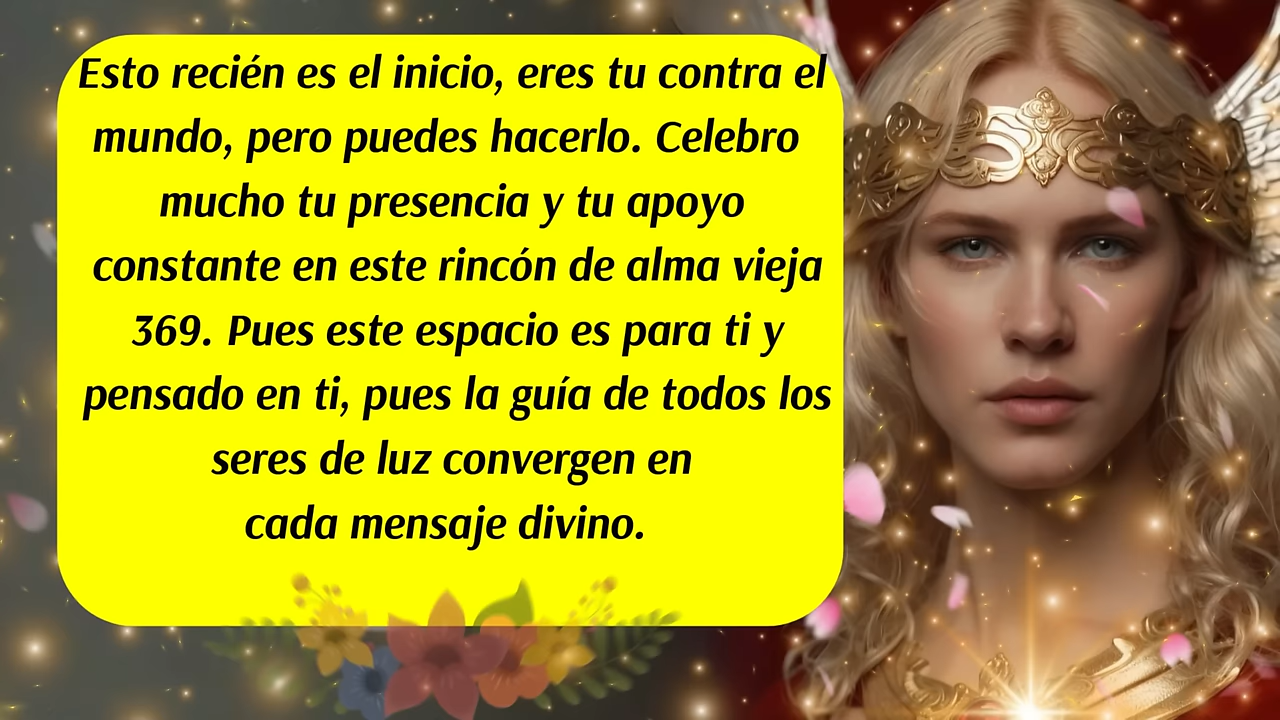 Esto recién es el inicio, eres tu contra el
mundo, pero puedes hacerlo. Celebro
mucho tu presencia y tu apoyo
constante en este rincón de alma vieja
369. Pues este espacio es para ti y
pensado en ti, pues la guía de todos los
seres de luz convergen en
cada mensaje divino.